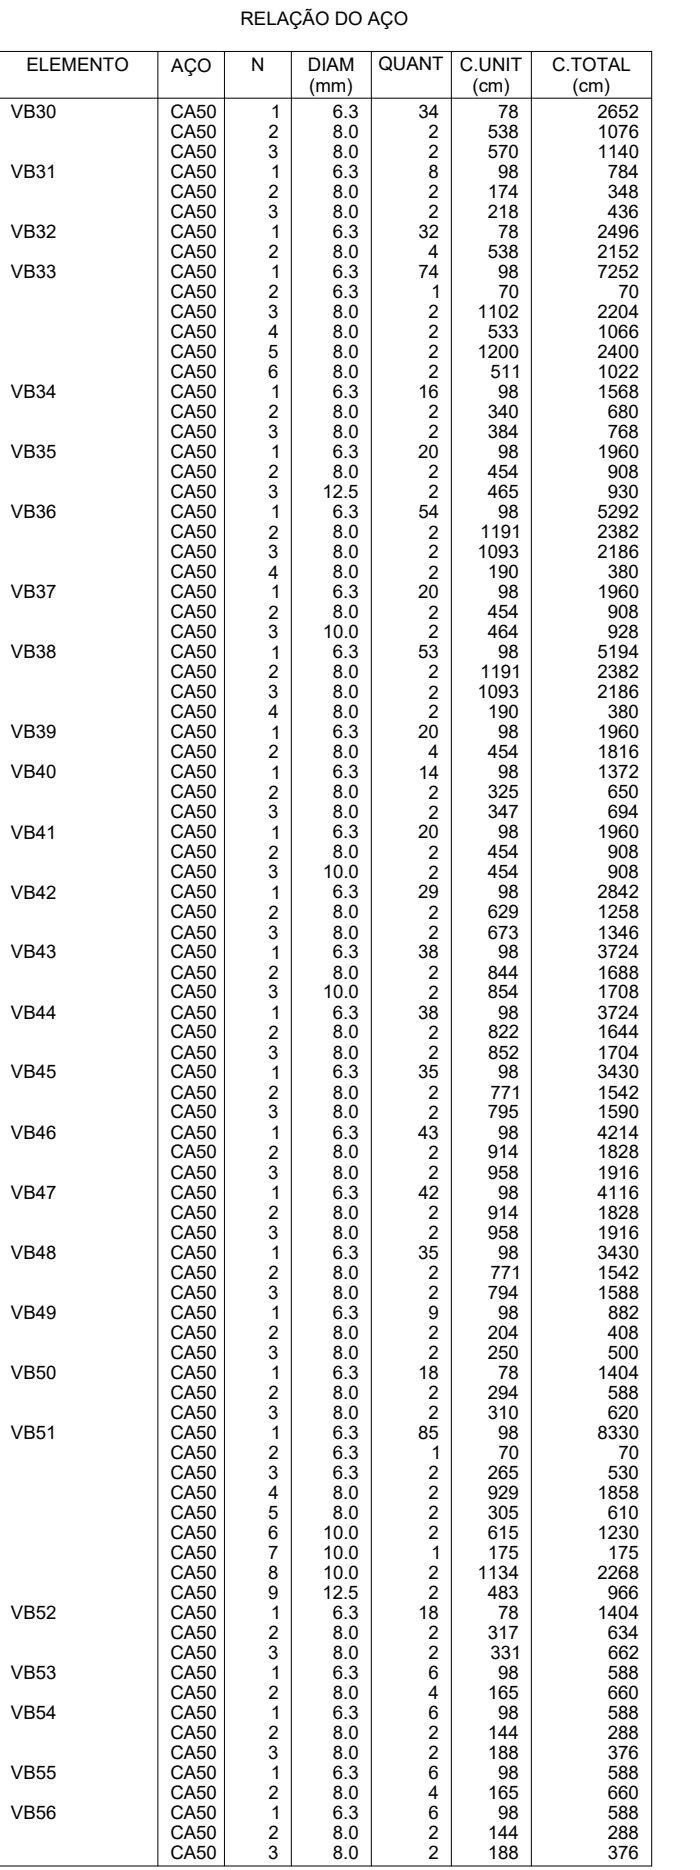 RELAÇÃO DO AÇO
ELEMENTO AÇO N DIAM QUANT C.UNIT C.TOTAL
(mm) (cm) (cm)
VB30 CA50 1 6.3 34 78 2652
CA50 2 8.0 2 538 1076
CA50 3 8.0 2 570 1140
VB31 CA50 1 6.3 8 98 784
CA50 2 8.0 2 174 348
CA50 3 8.0 2 218 436
VB32 CA50 1 6.3 32 78 2496
CA50 2 8.0 4 538 2152
VB33 CA50 1 6.3 74 98 7252
CA50 2 6.3 1 70 70
CA50 3 8.0 2 1102 2204
CA50 4 8.0 2 533 1066
CA50 5 8.0 2 1200 2400
CA50 6 8.0 2 511 1022
VB34 CA50 1 6.3 16 98 1568
CA50 2 8.0 2 340 680
CA50 3 8.0 2 384 768
VB35 CA50 1 6.3 20 98 1960
CA50 2 8.0 2 454 908
CA50 3 12.5 2 465 930
VB36 CA50 1 6.3 54 98 5292
CA50 2 8.0 2 1191 2382
CA50 3 8.0 2 1093 2186
CA50 4 8.0 2 190 380
VB37 CA50 1 6.3 20 98 1960
CA50 2 8.0 2 454 908
CA50 3 10.0 2 464 928
VB38 CA50 1 6.3 53 98 5194
CA50 2 8.0 2 1191 2382
CA50 3 8.0 2 1093 2186
CA50 4 8.0 2 190 380
VB39 CA50 1 6.3 20 98 1960
CA50 2 8.0 4 454 1816
VB40 CA50 1 6.3 14 98 1372
CA50 2 8.0 2 325 650
CA50 3 8.0 2 347 694
VB41 CA50 1 6.3 20 98 1960
CA50 2 8.0 2 454 908
CA50 3 10.0 2 454 908
VB42 CA50 1 6.3 29 98 2842
CA50 2 8.0 2 629 1258
CA50 3 8.0 2 673 1346
VB43 CA50 1 6.3 38 98 3724
CA50 2 8.0 2 844 1688
CA50 3 10.0 2 854 1708
VB44 CA50 1 6.3 38 98 3724
CA50 2 8.0 2 822 1644
CA50 3 8.0 2 852 1704
VB45 CA50 1 6.3 35 98 3430
CA50 2 8.0 2 771 1542
CA50 3 8.0 2 795 1590
VB46 CA50 1 6.3 43 98 4214
CA50 2 8.0 2 914 1828
CA50 3 8.0 2 958 1916
VB47 CA50 1 6.3 42 98 4116
CA50 2 8.0 2 914 1828
CA50 3 8.0 2 958 1916
VB48 CA50 1 6.3 35 98 3430
CA50 2 8.0 2 771 1542
CA50 3 8.0 2 794 1588
VB49 CA50 1 6.3 9 98 882
CA50 2 8.0 2 204 408
CA50 3 8.0 2 250 500
VB50 CA50 1 6.3 18 78 1404
CA50 2 8.0 2 294 588
CA50 3 8.0 2 310 620
VB51 CA50 1 6.3 85 98 8330
CA50 2 6.3 1 70 70
CA50 3 6.3 2 265 530
CA50 4 8.0 2 929 1858
CA50 5 8.0 2 305 610
CA50 6 10.0 2 615 1230
CA50 7 10.0 1 175 175
CA50 8 10.0 2 1134 2268
CA50 9 12.5 2 483 966
VB52 CA50 1 6.3 18 78 1404
CA50 2 8.0 2 317 634
CA50 3 8.0 2 331 662
VB53 CA50 1 6.3 6 98 588
CA50 2 8.0 4 165 660
VB54 CA50 1 6.3 6 98 588
CA50 2 8.0 2 144 288
CA50 3 8.0 2 188 376
VB55 CA50 1 6.3 6 98 588
CA50 2 8.0 4 165 660
VB56 CA50 1 6.3 6 98 588
CA50 2 8.0 2 144 288
CA50 3 8.0 2 188 376